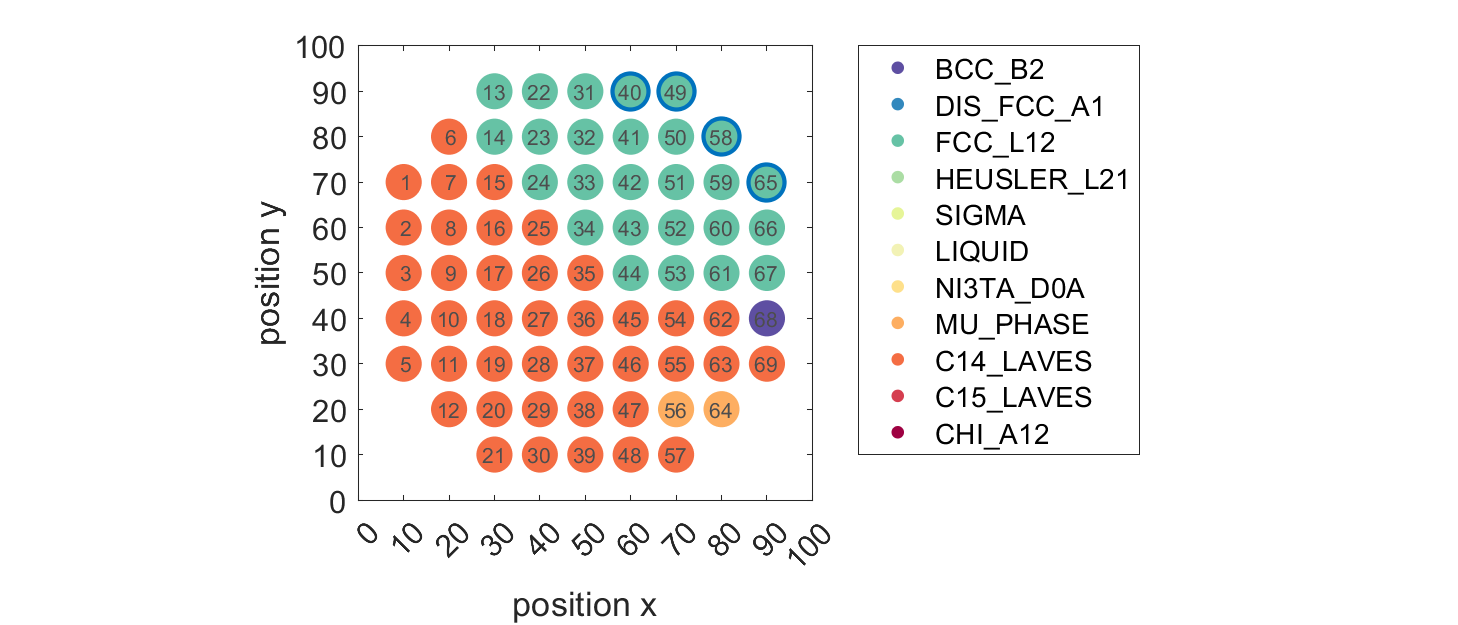 100
90
80
70
60
50
40
30
20
10
0
position y
13 22 31 40 49
6 14 23 32 41 50 58
1 7 15 24 33 42 51 59 65
2 8 16 25 34 43 52 60 66
3 9 17 26 35 44 53 61 67
4 10 18 27 36 45 54 62 68
5 11 19 28 37 46 55 63 69
12 20 29 38 47 56 64
21 30 39 48 57
0 10 20 30 40 50 60 70 80 90 100
position x
BCC_B2
DIS_FCC_A1
FCC_L12
HEUSLER_L21
SIGMA
LIQUID
NI3TA_D0A
MU_PHASE
C14_LAVES
C15_LAVES
CHI_A12